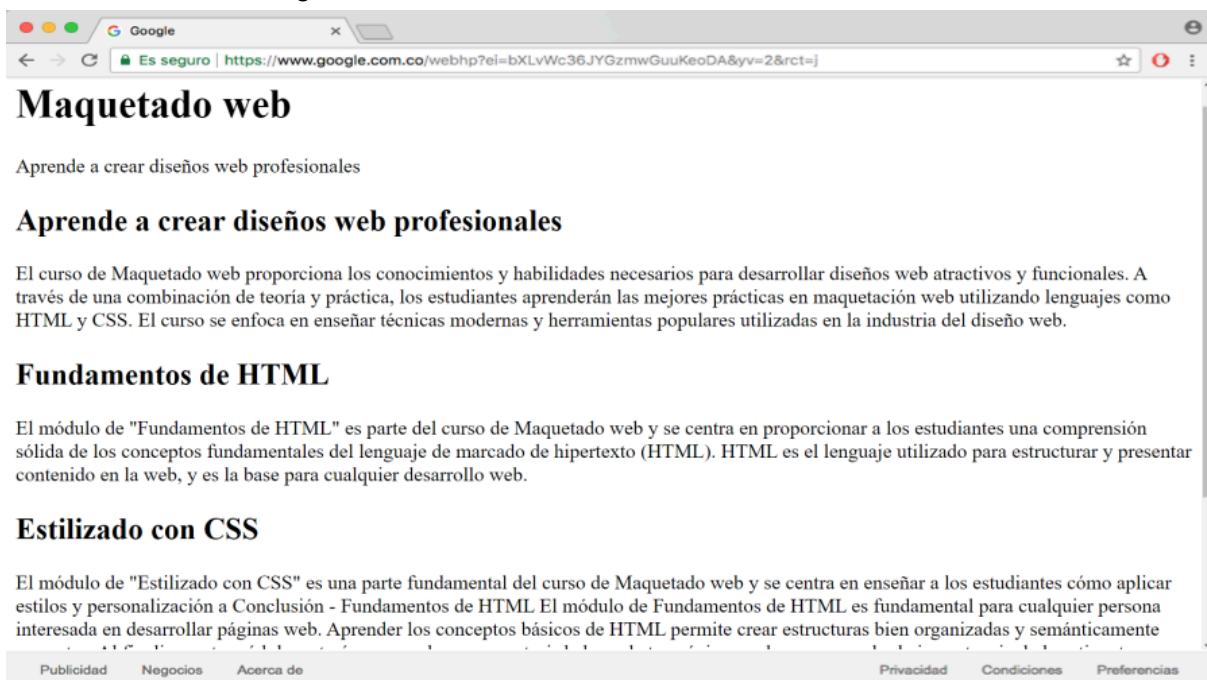 Google
Es seguro | https://www.google.com.co/webhp?ei=bXLvWc36JYGzmwGuuKeoDA&yv=2&rct=j
Maquetado web
Aprende a crear diseños web profesionales
Aprende a crear diseños web profesionales
El curso de Maquetado web proporciona los conocimientos y habilidades necesarios para desarrollar diseños web atractivos y funcionales. A
través de una combinación de teoría y práctica, los estudiantes aprenderán las mejores prácticas en maquetación web utilizando lenguajes como
HTML y CSS. El curso se enfoca en enseñar técnicas modernas y herramientas populares utilizadas en la industria del diseño web.
Fundamentos de HTML
El módulo de "Fundamentos de HTML" es parte del curso de Maquetado web y se centra en proporcionar a los estudiantes una comprensión
sólida de los conceptos fundamentales del lenguaje de marcado de hipertexto (HTML). HTML es el lenguaje utilizado para estructurar y presentar
contenido en la web, y es la base para cualquier desarrollo web.
Estilizado con CSS
El módulo de "Estilizado con CSS" es una parte fundamental del curso de Maquetado web y se centra en enseñar a los estudiantes cómo aplicar
estilos y personalización a Conclusión - Fundamentos de HTML El módulo de Fundamentos de HTML es fundamental para cualquier persona
interesada en desarrollar páginas web. Aprender los conceptos básicos de HTML permite crear estructuras bien organizadas y semánticamente
Publicidad Negocios Acerca de Privacidad Condiciones Preferencias